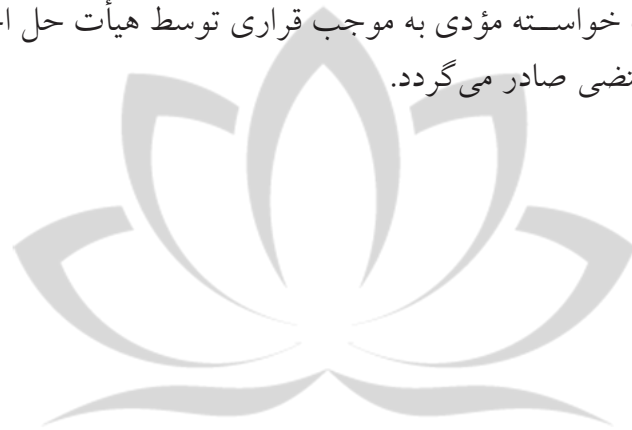 خواسته مؤدی به موجب قراری توسط هیأت حل
صادر می‌گردد.